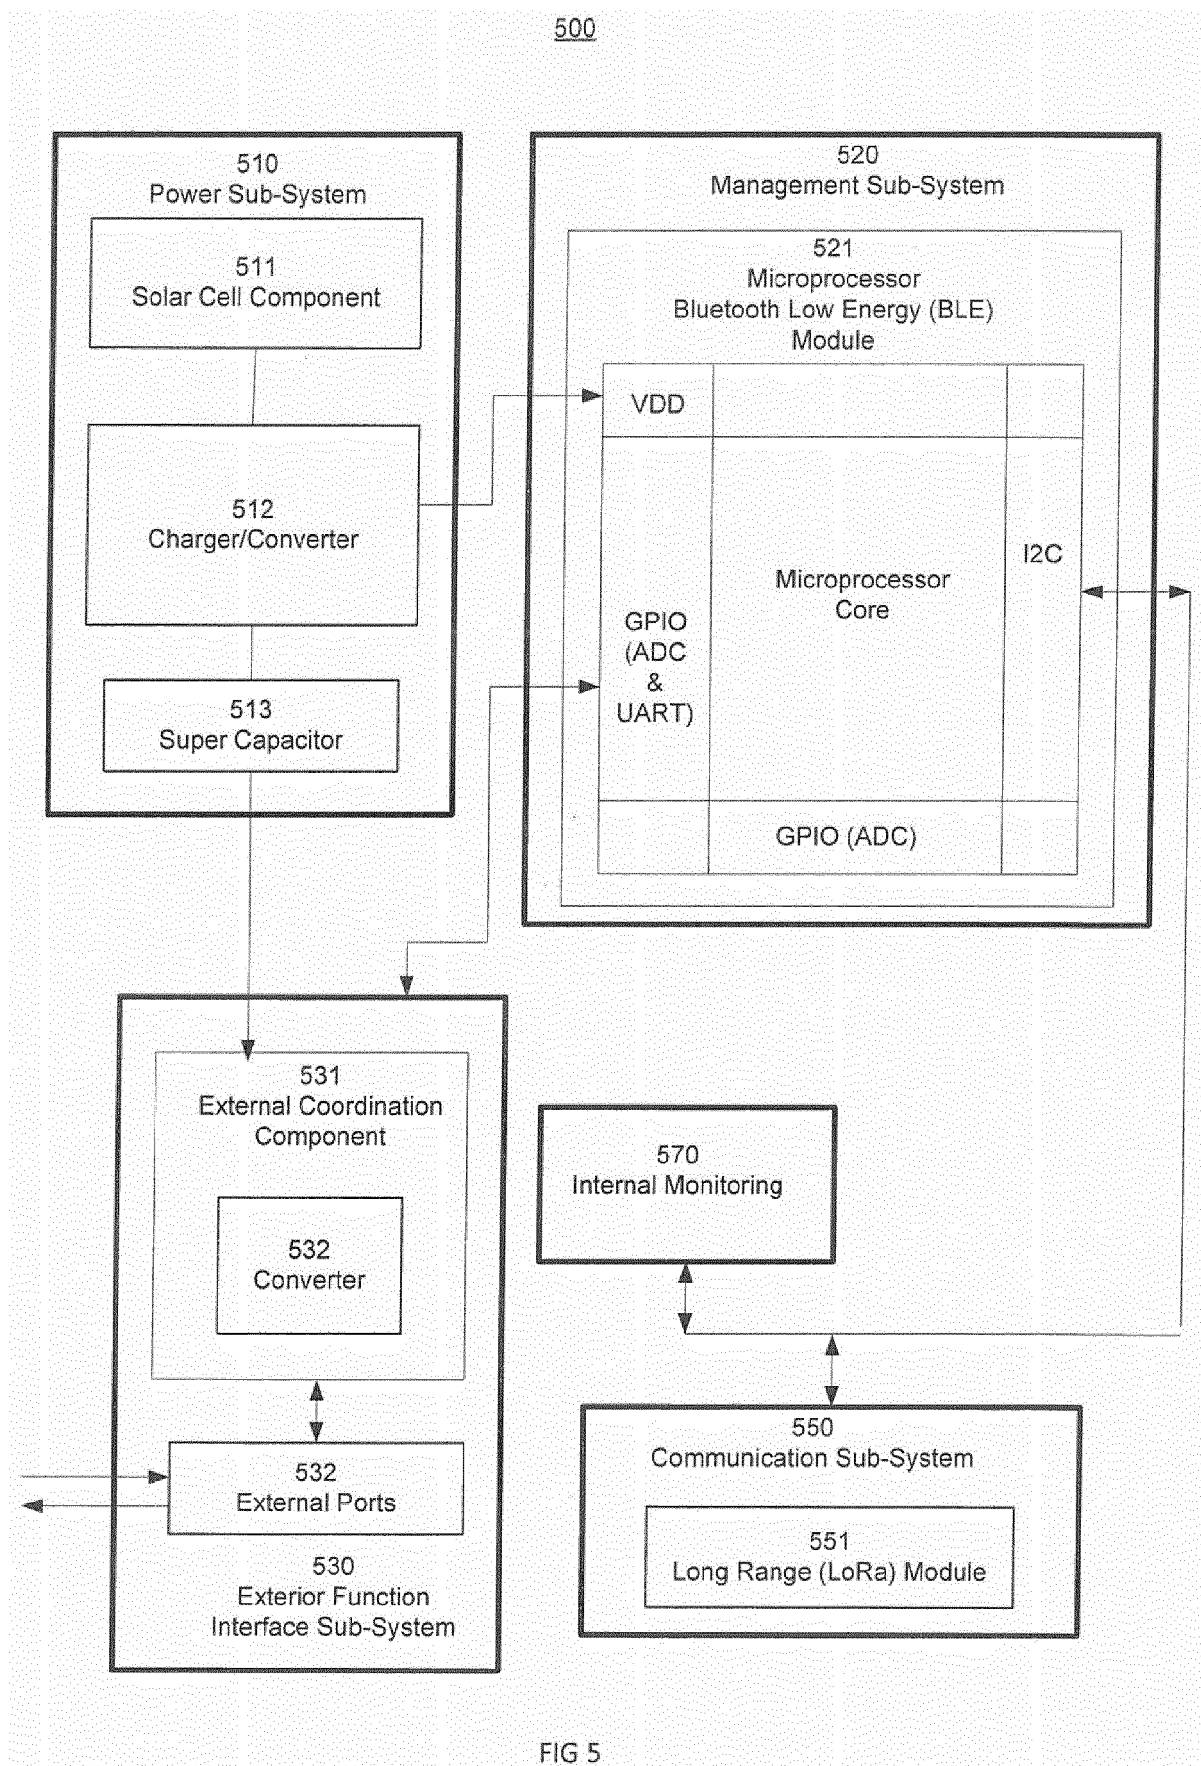 500
510
Power Sub-System
511
Solar Cell Component
512
Charger/Converter
513
Super Capacitor
520
Management Sub-System
521
Microprocessor
Bluetooth Low Energy (BLE)
Module
VDD
GPIO
(ADC
&
UART)
Microprocessor
Core
I2C
GPIO (ADC)
531
External Coordination
Component
532
Converter
532
External Ports
530
Exterior Function
Interface Sub-System
570
Internal Monitoring
550
Communication Sub-System
551
Long Range (LoRa) Module
FIG 5